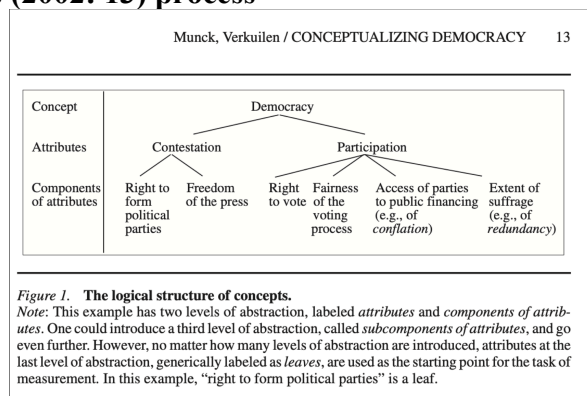 (2002: 13) process
Munck, Verkuilen / CONCEPTUALIZING DEMOCRACY 13
Concept Democracy
Attributes Contestation Participation
Components of attributes Right to form political parties Freedom of the press Right to vote Fairness of the voting process Access of parties to public financing (e.g., of conflation) Extent of suffrage (e.g., of redundancy)
Figure 1. The logical structure of concepts.
Note: This example has two levels of abstraction, labeled attributes and components of attrib-
utes. One could introduce a third level of abstraction, called subcomponents of attributes, and go
even further. However, no matter how many levels of abstraction are introduced, attributes at the
last level of abstraction, generically labeled as leaves, are used as the starting point for the task of
measurement. In this example, “right to form political parties” is a leaf.